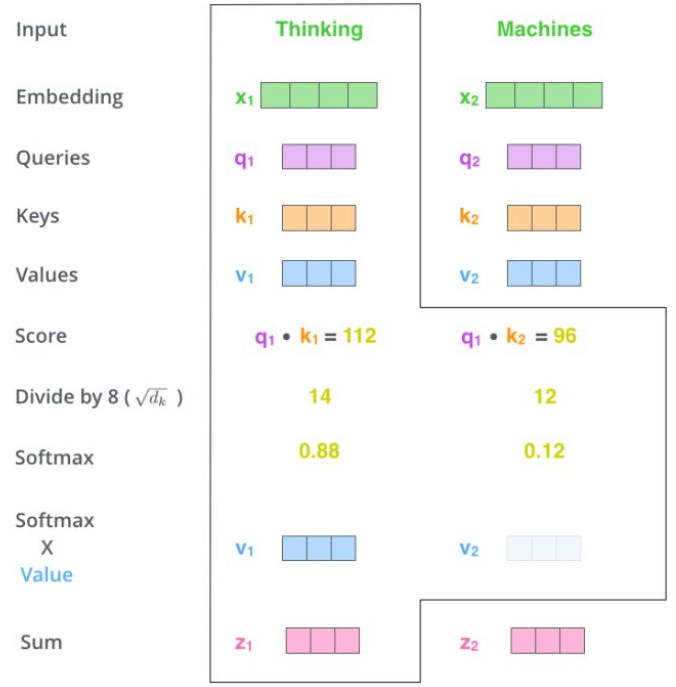 Input Thinking Machines
Embedding x₁ x₂
Queries q₁ q₂
Keys k₁ k₂
Values v₁ v₂
Score q₁ • k₁ = 112 q₁ • k₂ = 96
Divide by 8 ( √dₖ ) 14 12
Softmax 0.88 0.12
Softmax
X v₁ v₂
Value
Sum z₁ z₂